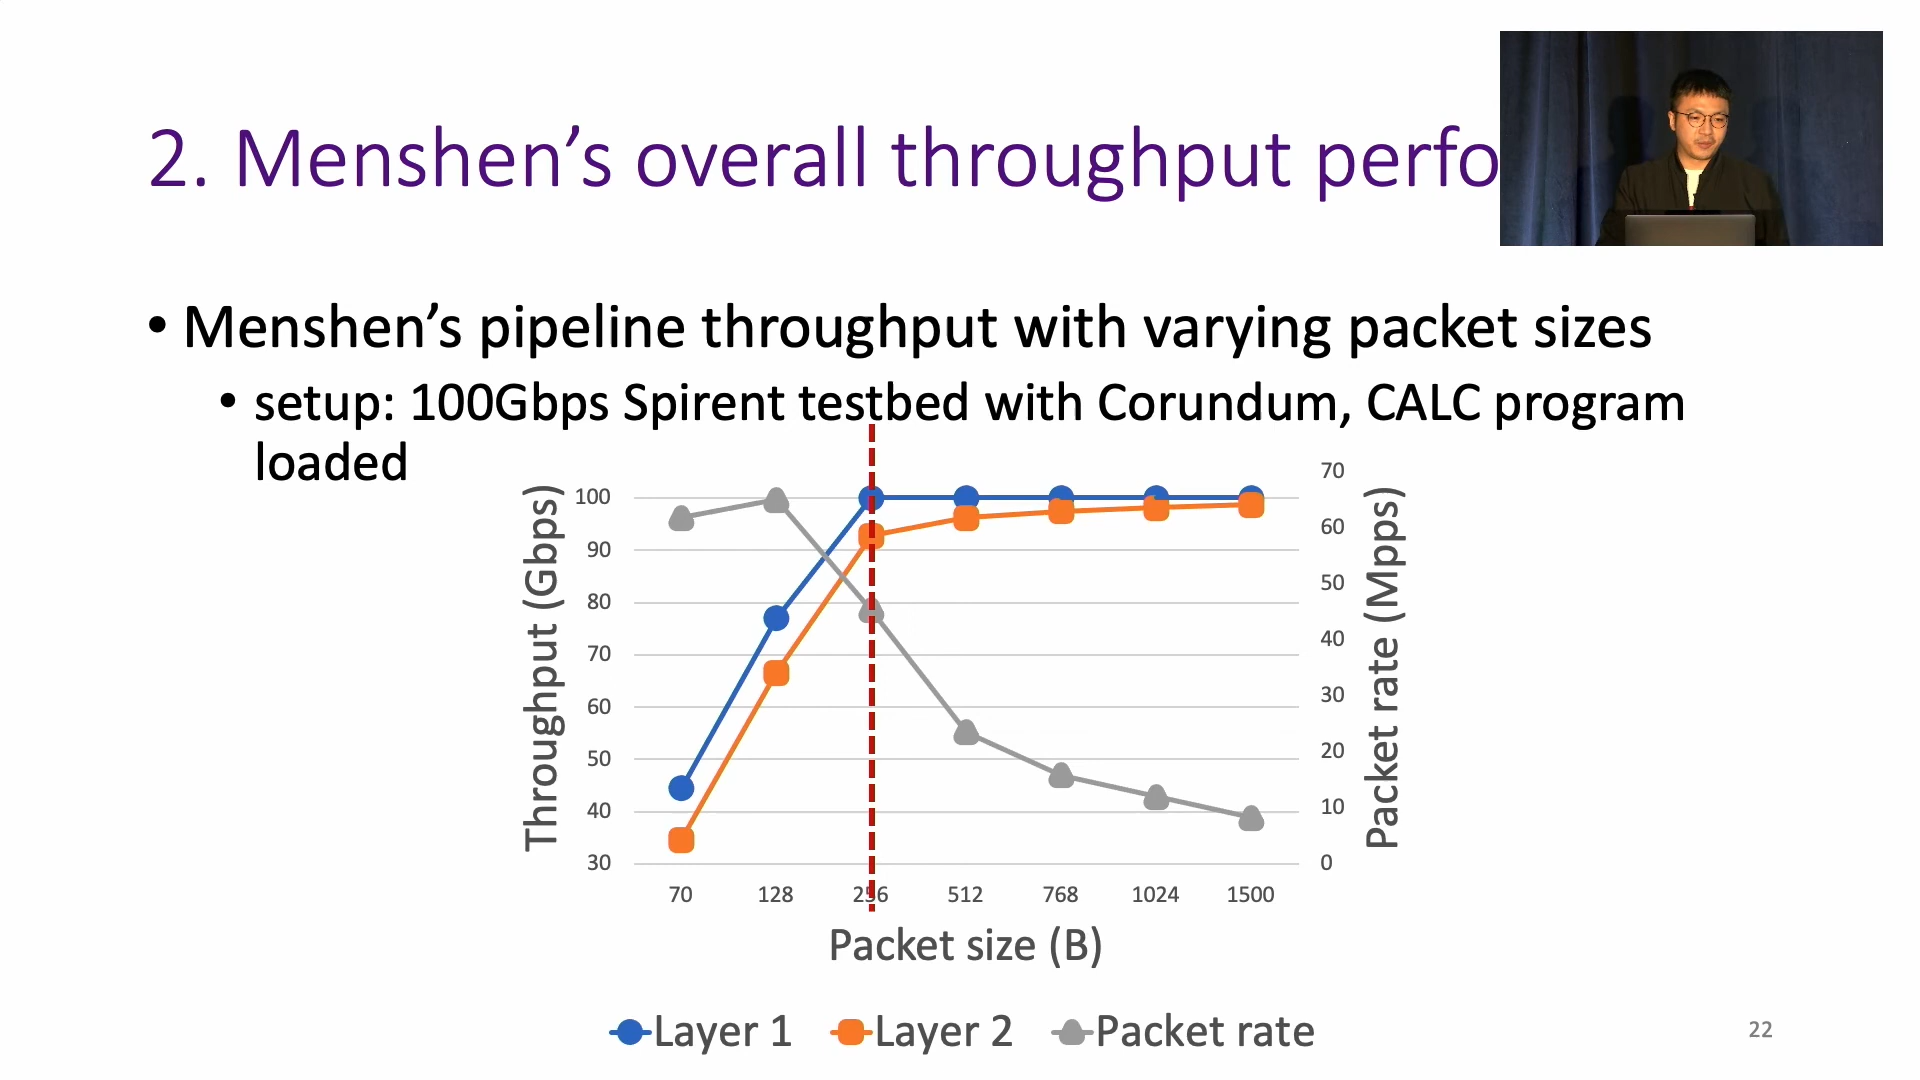 2. Menshen’s overall throughput perfo
• Menshen’s pipeline throughput with varying packet sizes
• setup: 100Gbps Spirent testbed with Corundum, CALC program
loaded
Throughput (Gbps)
100
90
80
70
60
50
40
30
70
60
50
40
30
20
10
0
Packet rate (Mpps)
70 128 256 512 768 1024 1500
Packet size (B)
Layer 1 Layer 2 Packet rate
22